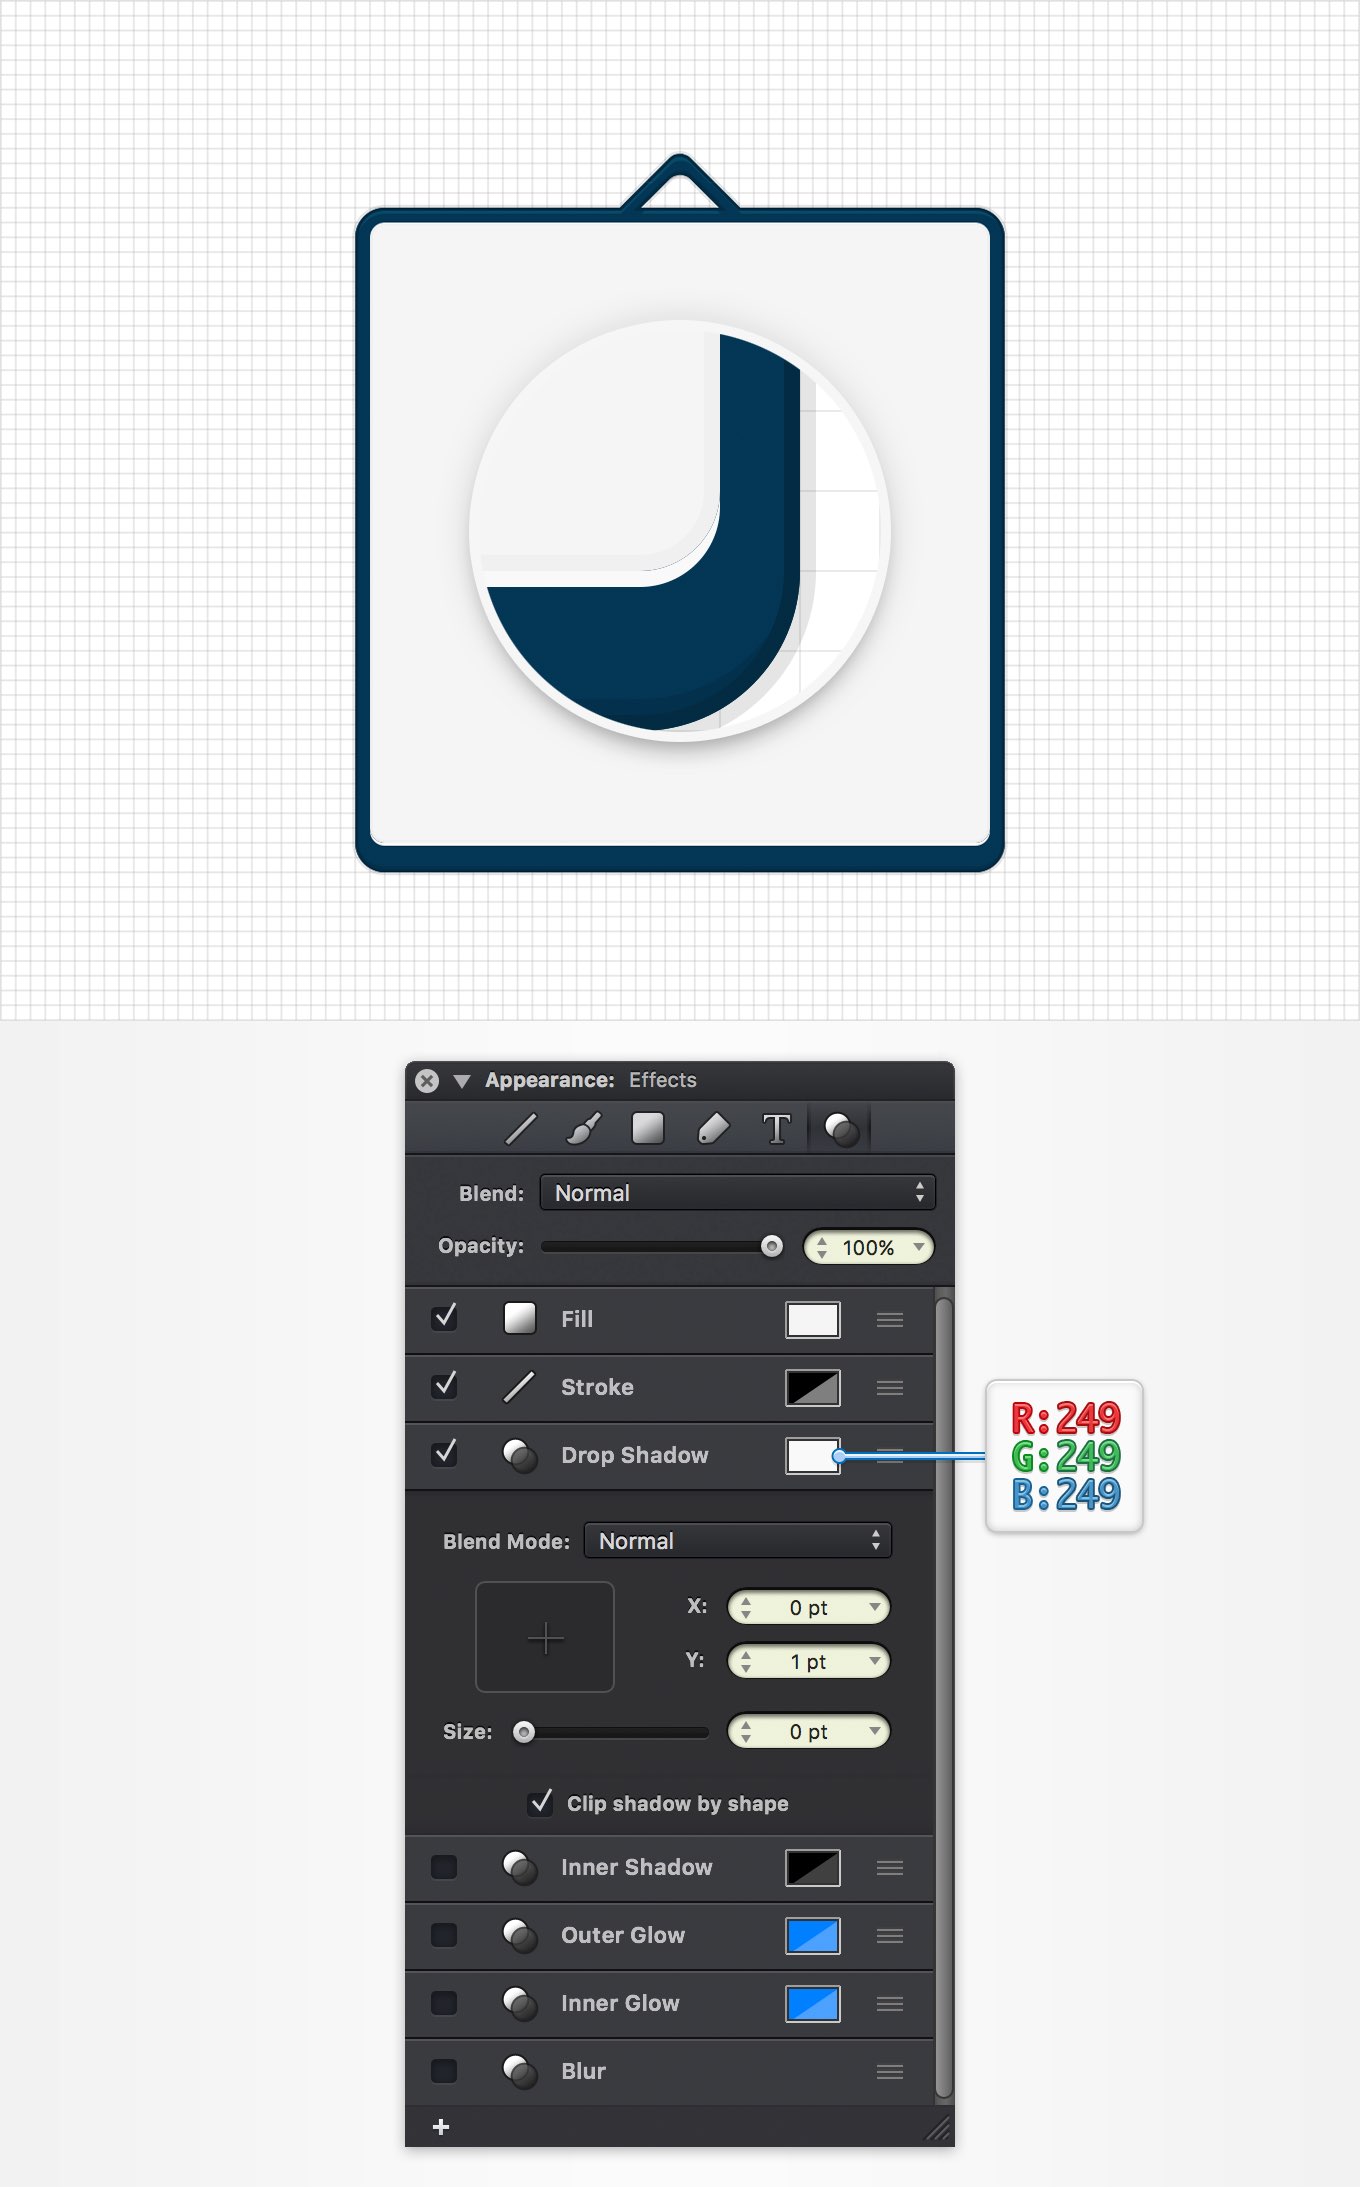 Appearance: Effects
T
Blend: Normal
Opacity: 100%
Fill
Stroke
Drop Shadow
R:249
G:249
B:249
Blend Mode: Normal
X: 0 pt
Y: 1 pt
Size: 0 pt
Clip shadow by shape
Inner Shadow
Outer Glow
Inner Glow
Blur
+